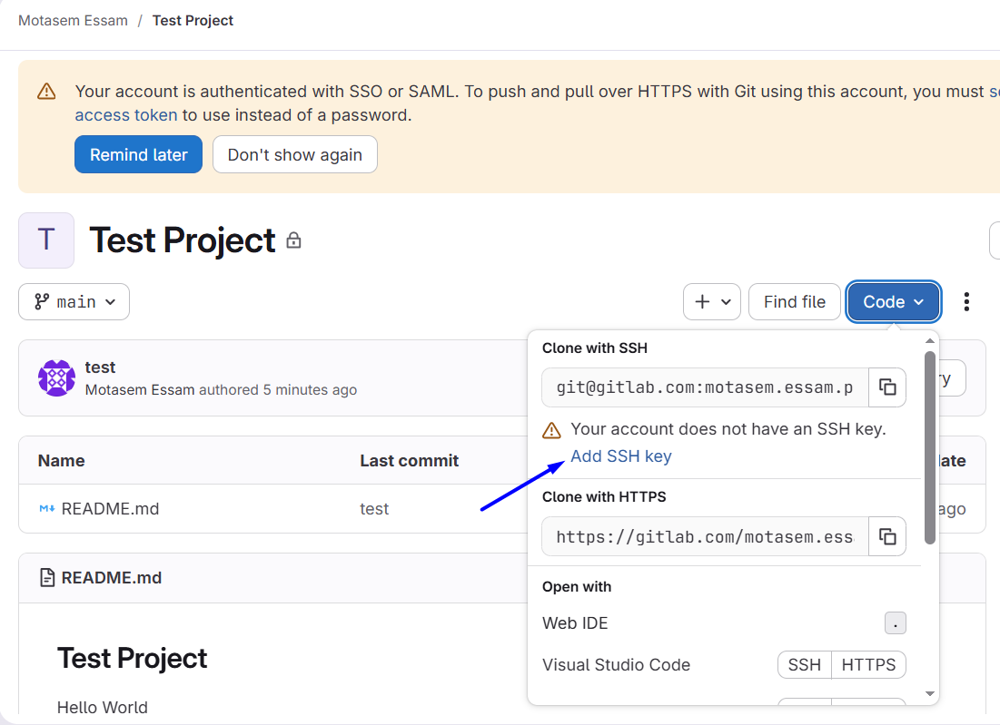 Motasem Essam / Test Project
Your account is authenticated with SSO or SAML. To push and pull over HTTPS with Git using this account, you must
access token to use instead of a password.
Remind later
Don't show again
T
Test Project
main
Find file
Code
test
Motasem Essam authored 5 minutes ago
Clone with SSH
git@gitlab.com:motasem.essam.p
Your account does not have an SSH key.
Add SSH key
Clone with HTTPS
https://gitlab.com/motasem.ess
Open with
Web IDE
.
Visual Studio Code
SSH
HTTPS
Name
Last commit
README.md
test
ago
README.md
Test Project
Hello World